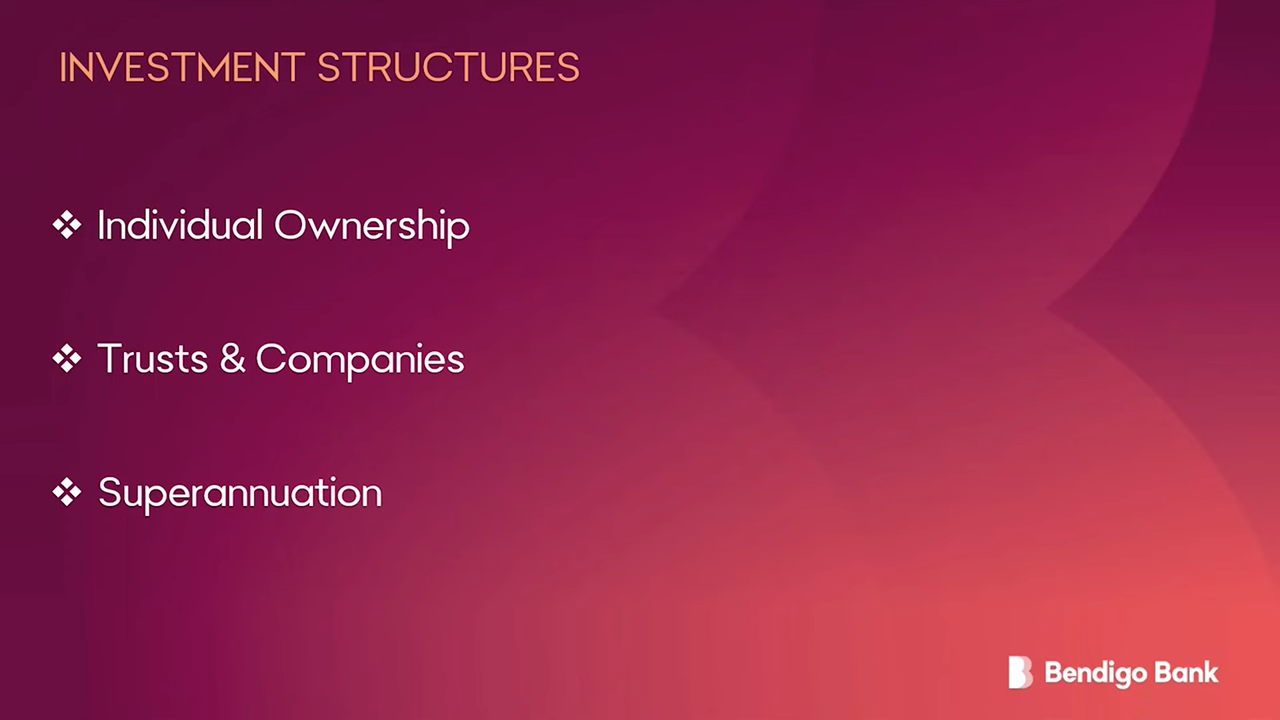 INVESTMENT STRUCTURES
❖ Individual Ownership
❖ Trusts & Companies
❖ Superannuation
Bendigo Bank